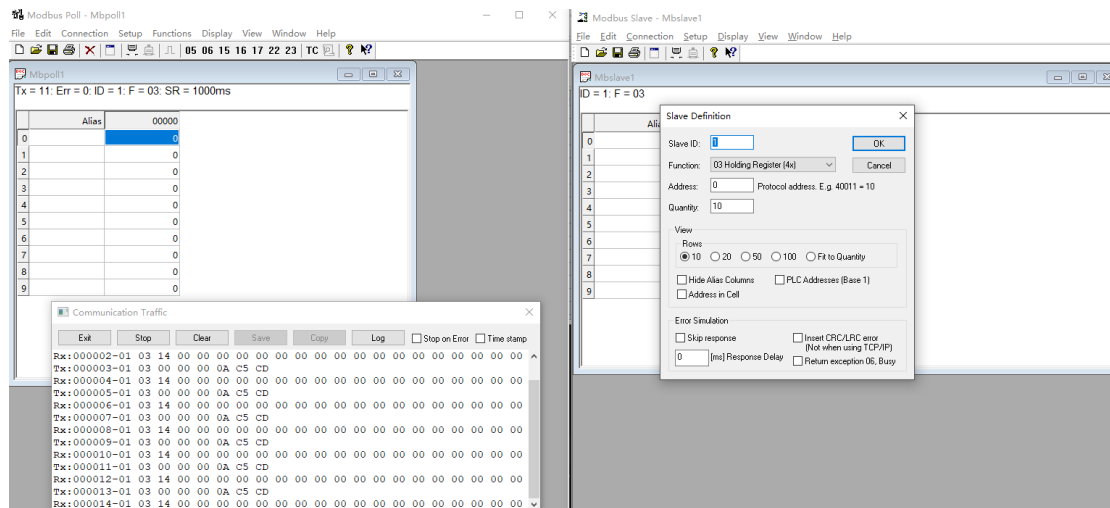 Modbus Poll - Mbpoll1
File Edit Connection Setup Functions Display View Window Help
05 06 15 16 17 22 23 TC
Mbpoll1
Tx = 11: Err = 0: ID = 1: F = 03: SR = 1000ms
Alias 00000
0 0
1 0
2 0
3 0
4 0
5 0
6 0
7 0
8 0
9 0
Communication Traffic
Exit Stop Clear Save Copy Log Stop on Error Time stamp
Rx:000002-01 03 14 00 00 00 00 00 00 00 00 00 00 00 00 00 00 00 00 00 00
Tx:000003-01 03 00 00 00 0A C5 CD
Rx:000004-01 03 14 00 00 00 00 00 00 00 00 00 00 00 00 00 00 00 00 00 00
Tx:000005-01 03 00 00 00 0A C5 CD
Rx:000006-01 03 14 00 00 00 00 00 00 00 00 00 00 00 00 00 00 00 00 00 00
Tx:000007-01 03 00 00 00 0A C5 CD
Rx:000008-01 03 14 00 00 00 00 00 00 00 00 00 00 00 00 00 00 00 00 00 00
Tx:000009-01 03 00 00 00 0A C5 CD
Rx:000010-01 03 14 00 00 00 00 00 00 00 00 00 00 00 00 00 00 00 00 00 00
Tx:000011-01 03 00 00 00 0A C5 CD
Rx:000012-01 03 14 00 00 00 00 00 00 00 00 00 00 00 00 00 00 00 00 00 00
Tx:000013-01 03 00 00 00 0A C5 CD
Rx:000014-01 03 14 00 00 00 00 00 00 00 00 00 00 00 00 00 00 00 00 00 00
Modbus Slave - Mbslave1
File Edit Connection Setup Display View Window Help
Mbslave1
ID = 1: F = 03
Ali
0
1
2
3
4
5
6
7
8
9
Slave Definition
Slave ID: 1 OK
Function: 03 Holding Register (4x) Cancel
Address: 0 Protocol address. E.g. 40011 = 10
Quantity: 10
View
Rows
10 20 50 100 Fit to Quantity
Hide Alias Columns PLC Addresses (Base 1)
Address in Cell
Error Simulation
Skip response Insert CRC/LRC error
(Not when using TCP/IP)
0 [ms] Response Delay Return exception 06, Busy